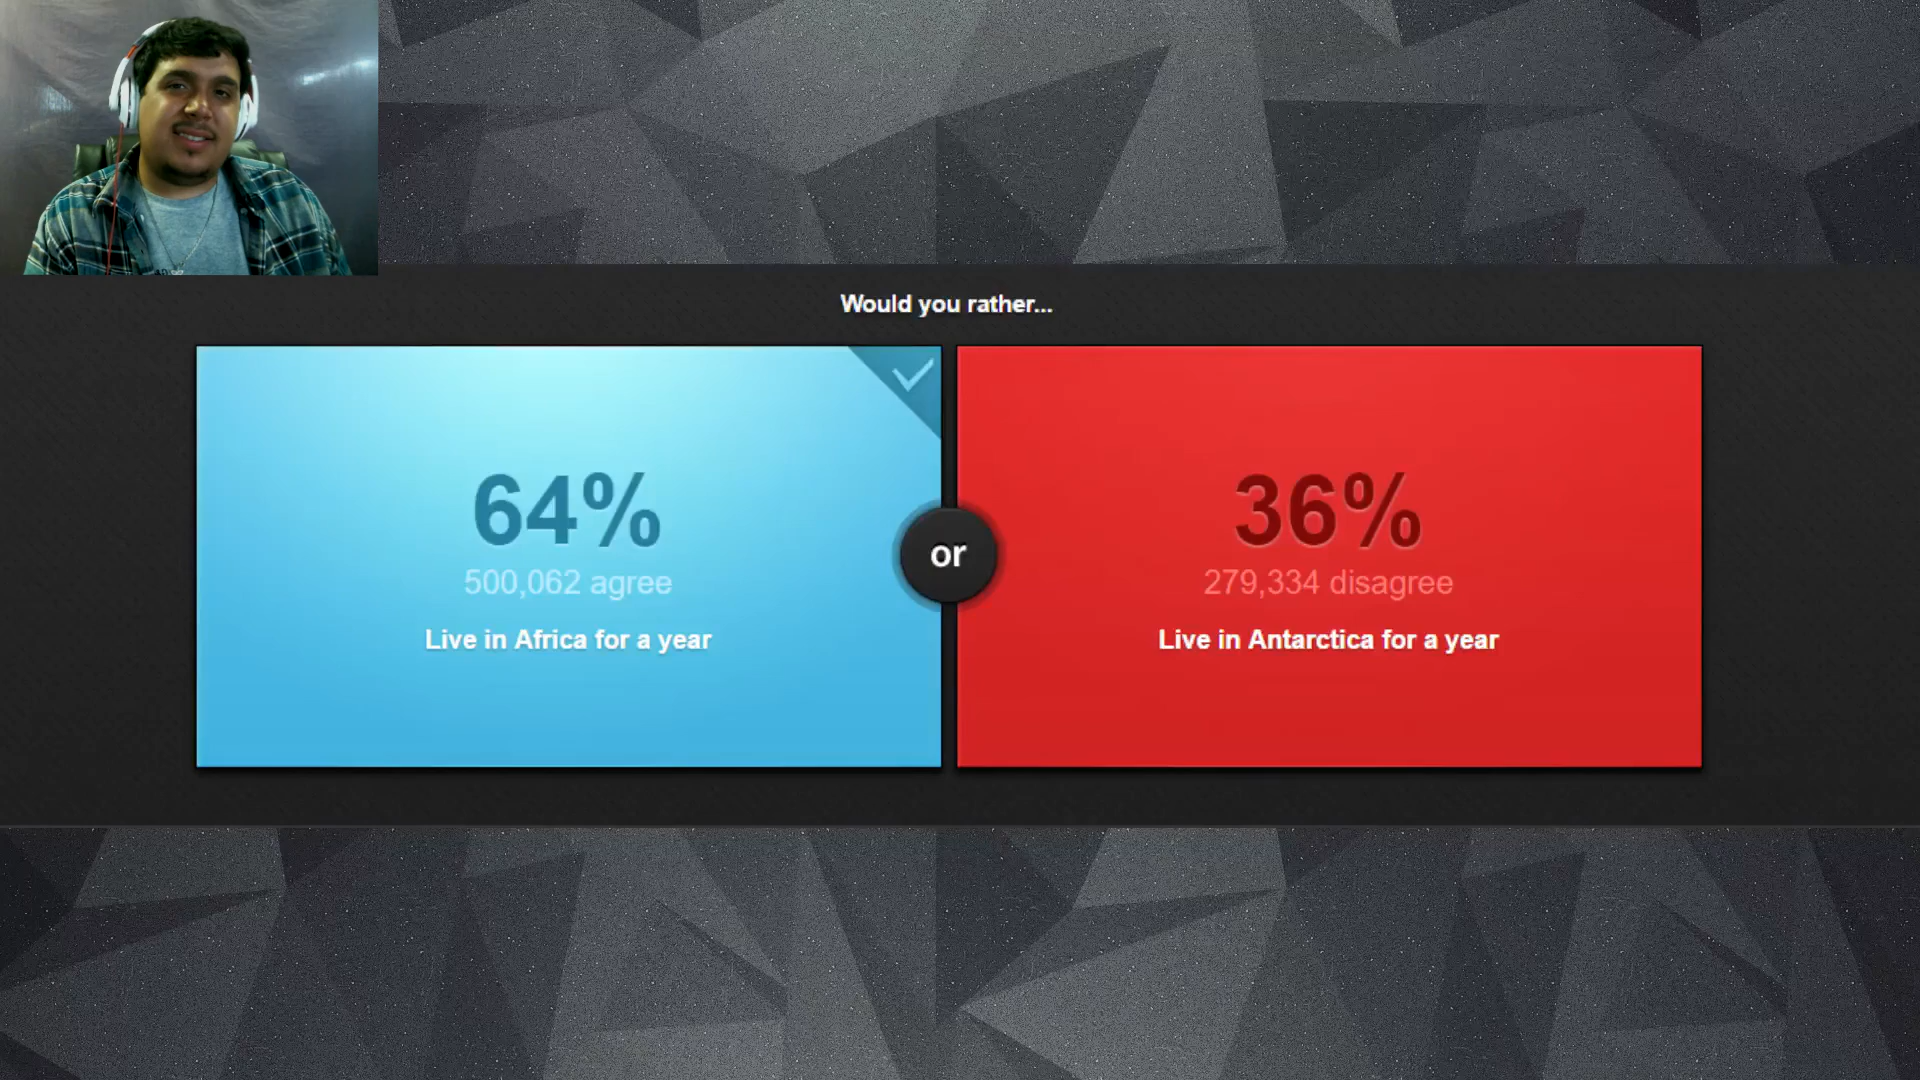 Would you rather...
64%
500,062 agree
Live in Africa for a year
or
36%
279,334 disagree
Live in Antarctica for a year